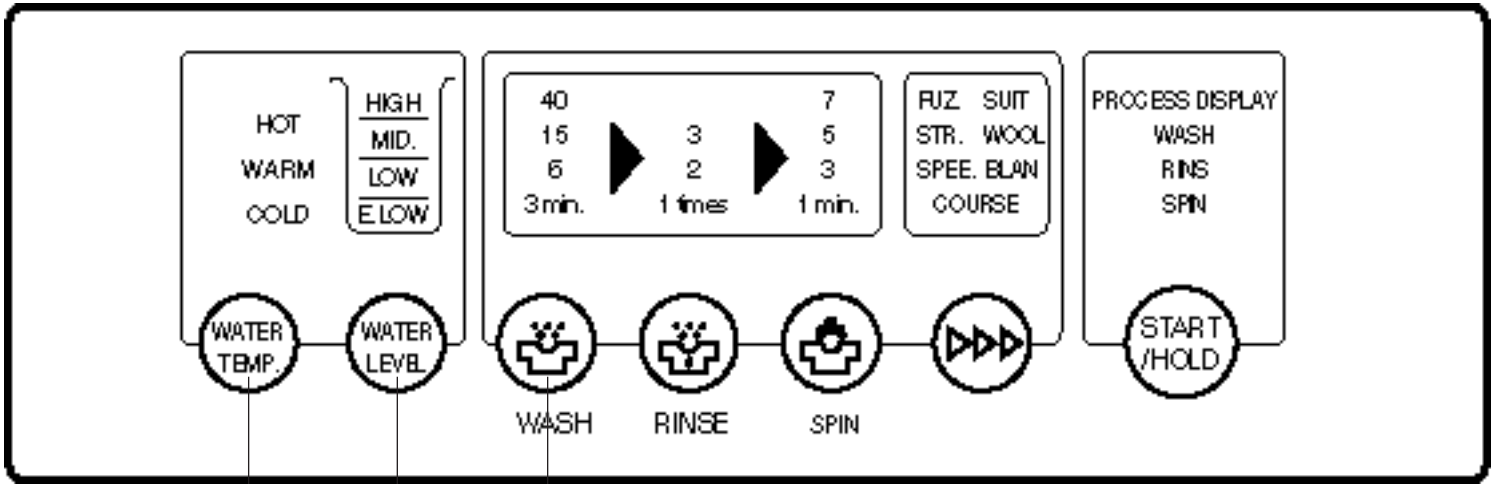 HOT
WARM
COLD
HIGH
MID.
LOW
E.LOW
WATER
TEMP.
WATER
LEVEL
40
15
6
3 min.
3
2
1 times
7
5
3
1 min.
FUZ. SUIT
STR. WOOL
SPEE. BLAN
COURSE
WASH
RINSE
SPIN
PROCESS DISPLAY
WASH
RINS
SPIN
START
/HOLD